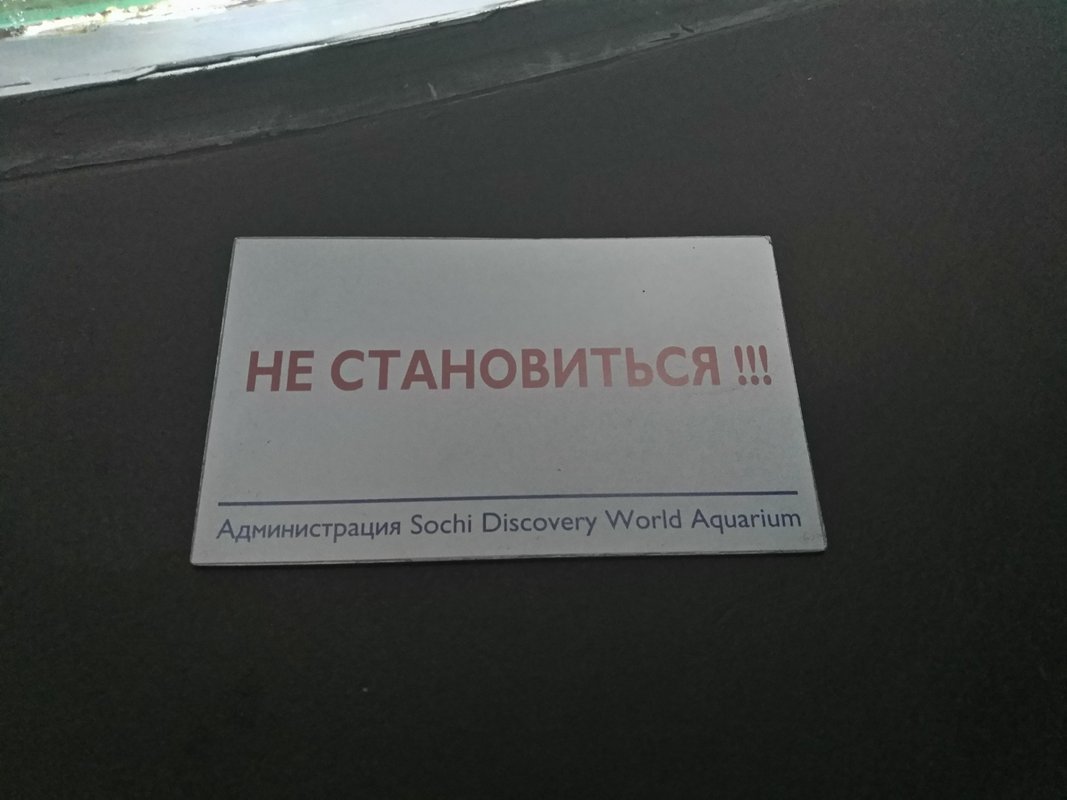 НЕ СТАНОВИТЬСЯ !!!
Администрация Sochi Discovery World Aquarium